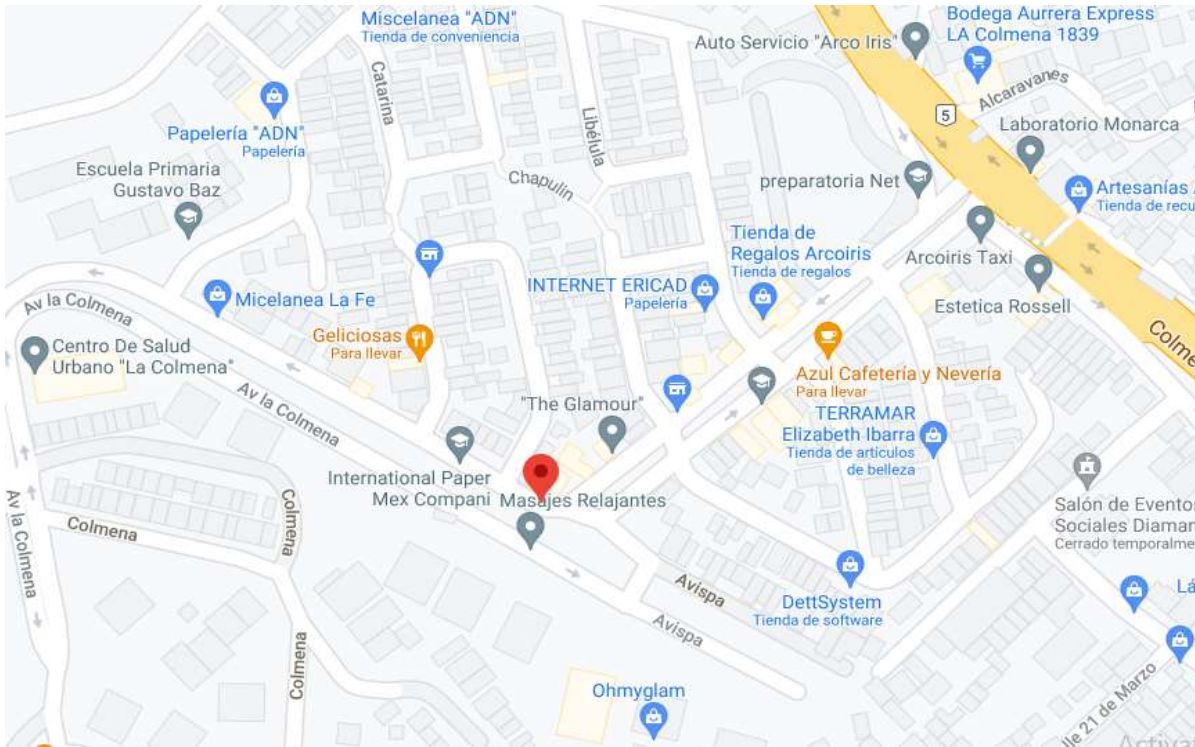 Miscelanea "ADN"
Tienda de conveniencia
Bodega Aurrera Express
LA Colmena 1839
Auto Servicio "Arco Iris"
Catarina
Alcaravanes
Papelería "ADN"
Papelería
Libélula
5
Laboratorio Monarca
Escuela Primaria
Gustavo Baz
Chapulin
preparatoria Net
Artesanías
Tienda de recu
Tienda de
Regalos Arcoiris
Tienda de regalos
Arcoiris Taxi
INTERNET ERICAD
Papelería
Av la Colmena
Micelanea La Fe
Estetica Rossell
Geliciosas
Para llevar
Colme
Centro De Salud
Urbano "La Colmena"
Av la Colmena
Azul Cafetería y Nevería
Para llevar
"The Glamour"
TERRAMAR
Elizabeth Ibarra
Tienda de artículos
de belleza
International Paper
Mex Compani
Masajes Relajantes
Av la Colmena
Colmena
Colmena
Salón de Eventos
Sociales Diaman
Cerrado temporalme
Avispa
DettSystem
Tienda de software
Lá
Avispa
Colmena
Ohmyglam
lle 21 de Marzo